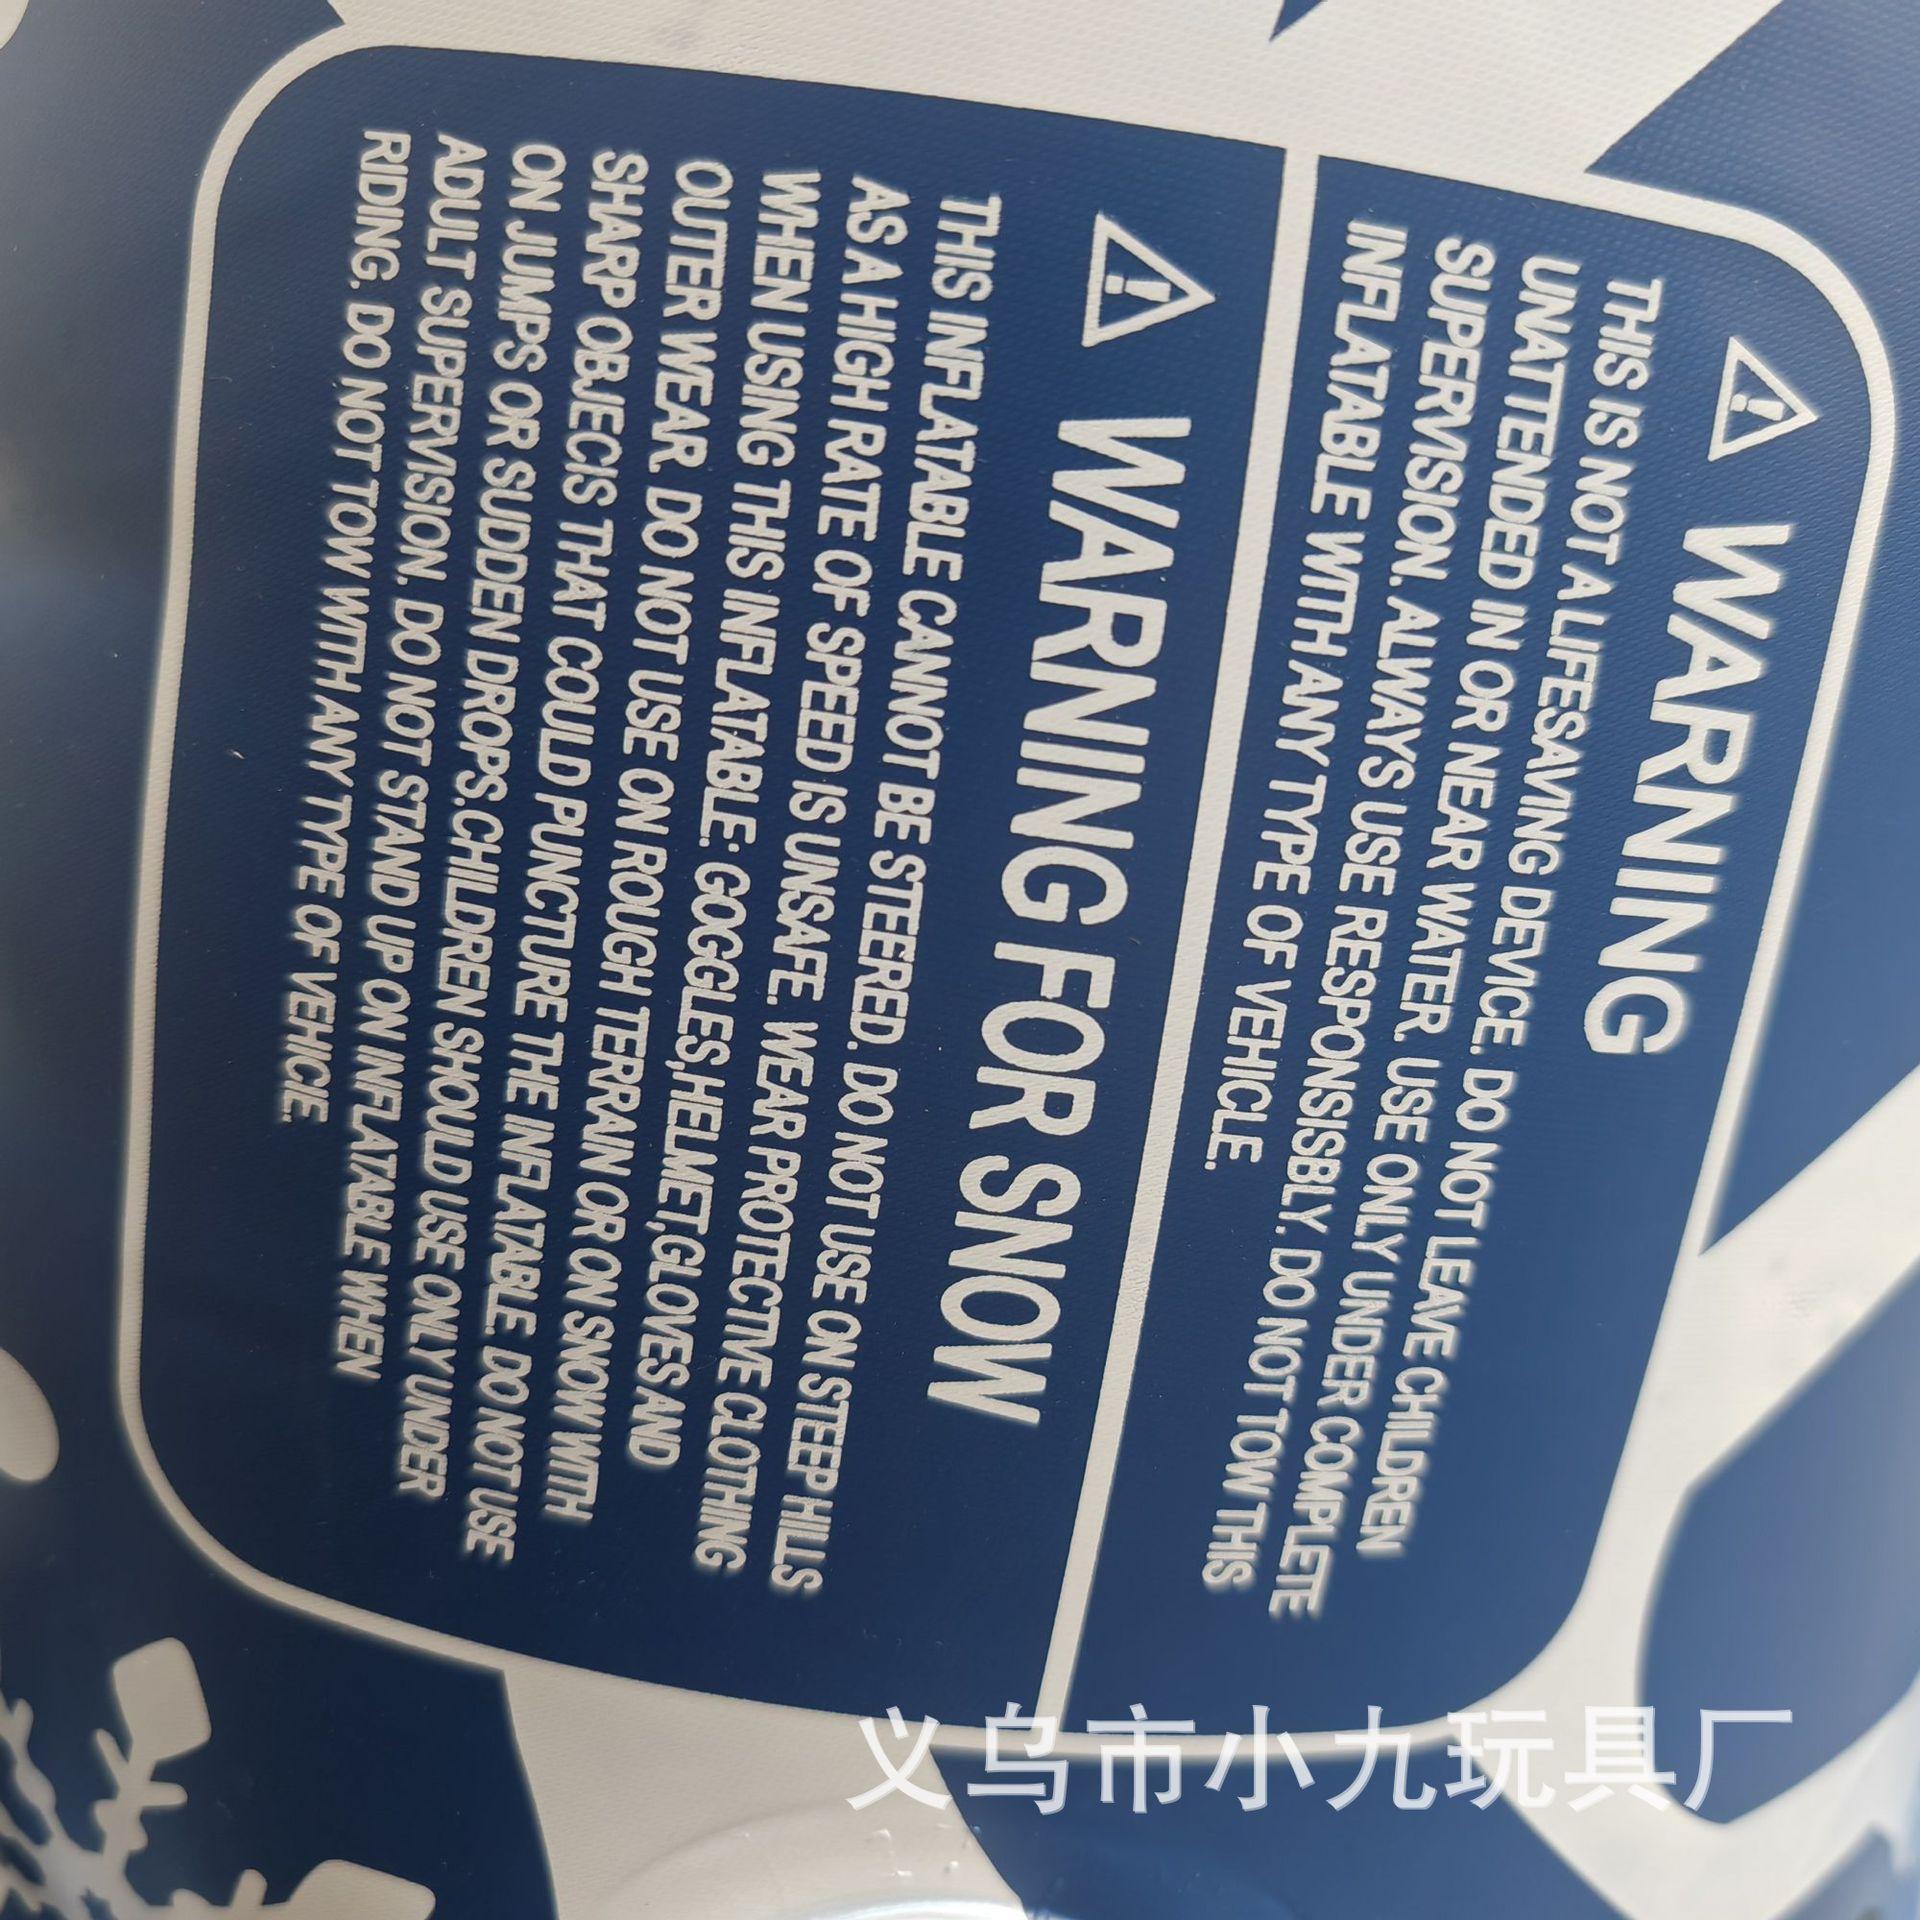 WARNING
THIS IS NOT A LIFESAVING DEVICE. DO NOT LEAVE CHILDREN
UNATTENDED IN OR NEAR WATER. USE ONLY UNDER COMPLETE
SUPERVISION. ALWAYS USE RESPONSISBLY. DO NOT TOW THIS
INFLATABLE WITH ANY TYPE OF VEHICLE.
WARNING FOR SNOW
THIS INFLATABLE CANNOT BE STEERED. DO NOT USE ON STEEP HILLS
AS A HIGH RATE OF SPEED IS UNSAFE. WEAR PROTECTIVE CLOTHING
WHEN USING THIS INFLATABLE: GOGGLES,HELMET,GLOVES AND
OUTER WEAR. DO NOT USE ON ROUGH TERRAIN OR ON SNOW WITH
SHARP OBJECIS THAT COULD PUNCTURE THE INFLATABLE. DO NOT USE
ON JUMPS OR SUDDEN DROPS.CHILDREN SHOULD USE ONLY UNDER
ADULT SUPERVISION. DO NOT STAND UP ON INFLATABLE WHEN
RIDING. DO NOT TOW WITH ANY TYPE OF VEHICIE.
义乌市小九玩具厂